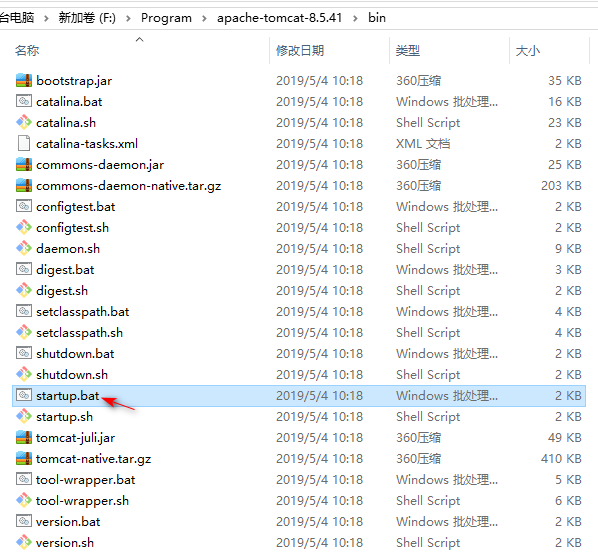 台电脑 > 新加卷 (F:) > Program > apache-tomcat-8.5.41 > bin
名称 修改日期 类型 大小
bootstrap.jar 2019/5/4 10:18 360压缩 35 KB
catalina.bat 2019/5/4 10:18 Windows 批处理... 16 KB
catalina.sh 2019/5/4 10:18 Shell Script 23 KB
catalina-tasks.xml 2019/5/4 10:18 XML 文档 2 KB
commons-daemon.jar 2019/5/4 10:18 360压缩 25 KB
commons-daemon-native.tar.gz 2019/5/4 10:18 360压缩 203 KB
configtest.bat 2019/5/4 10:18 Windows 批处理... 2 KB
configtest.sh 2019/5/4 10:18 Shell Script 2 KB
daemon.sh 2019/5/4 10:18 Shell Script 9 KB
digest.bat 2019/5/4 10:18 Windows 批处理... 3 KB
digest.sh 2019/5/4 10:18 Shell Script 2 KB
setclasspath.bat 2019/5/4 10:18 Windows 批处理... 4 KB
setclasspath.sh 2019/5/4 10:18 Shell Script 4 KB
shutdown.bat 2019/5/4 10:18 Windows 批处理... 2 KB
shutdown.sh 2019/5/4 10:18 Shell Script 2 KB
startup.bat 2019/5/4 10:18 Windows 批处理... 2 KB
startup.sh 2019/5/4 10:18 Shell Script 2 KB
tomcat-juli.jar 2019/5/4 10:18 360压缩 49 KB
tomcat-native.tar.gz 2019/5/4 10:18 360压缩 410 KB
tool-wrapper.bat 2019/5/4 10:18 Windows 批处理... 5 KB
tool-wrapper.sh 2019/5/4 10:18 Shell Script 6 KB
version.bat 2019/5/4 10:18 Windows 批处理... 2 KB
version.sh 2019/5/4 10:18 Shell Script 2 KB